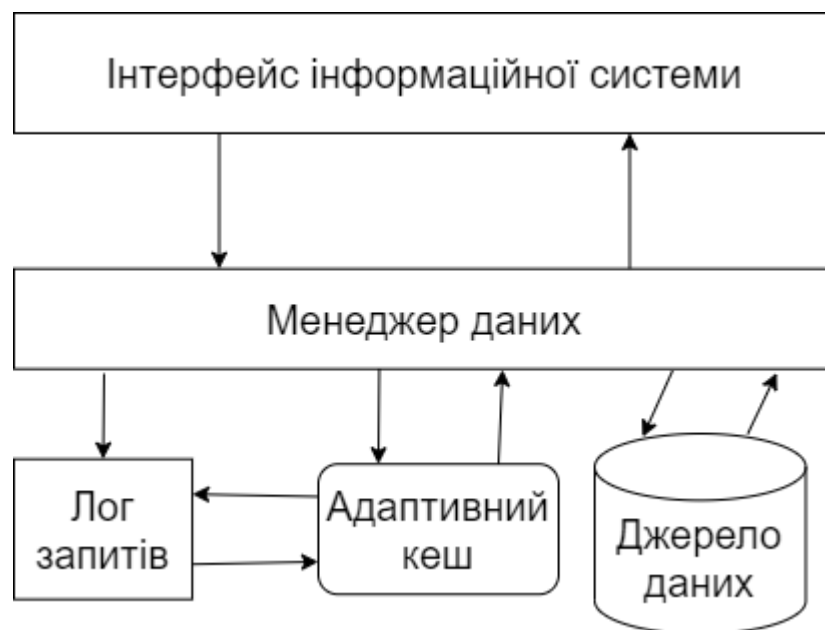 Інтерфейс інформаційної системи
Менеджер даних
Лог
запитів
Адаптивний
кеш
Джерело
даних